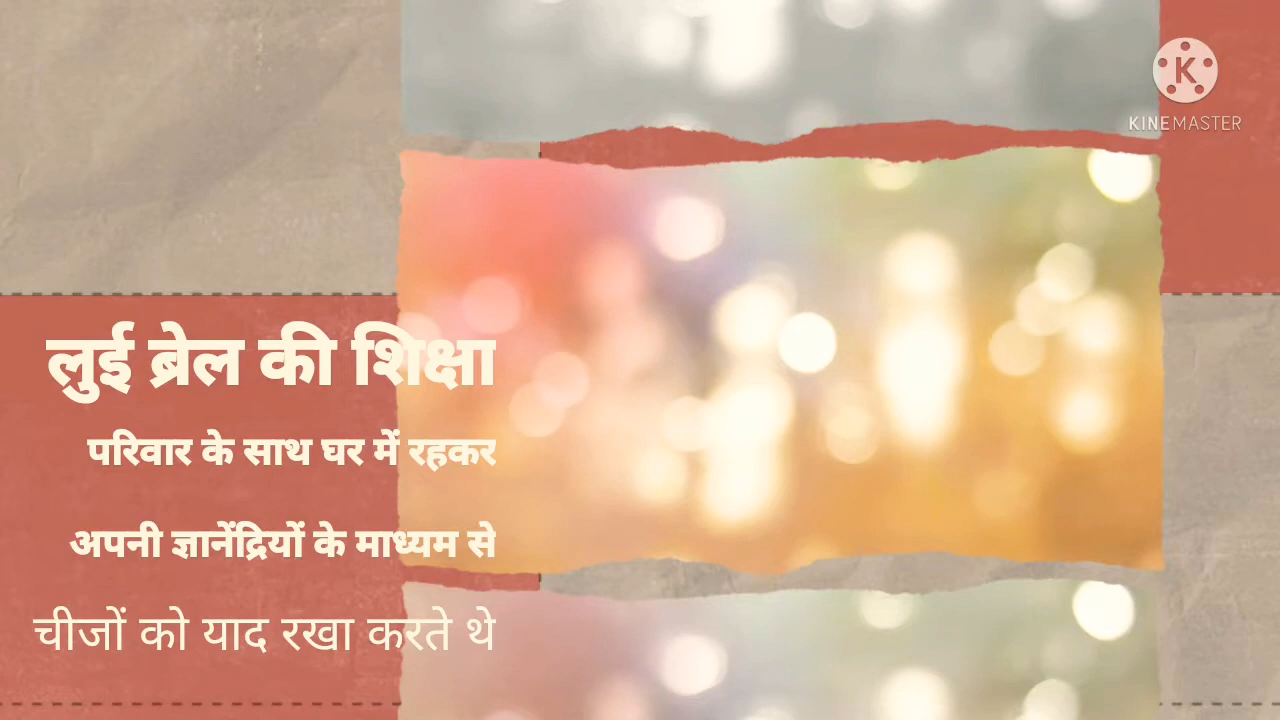 K
KINEMASTER
लुई ब्रेल की शिक्षा
परिवार के साथ घर में रहकर
अपनी ज्ञानेंद्रियों के माध्यम से
चीजों को याद रखा करते थे